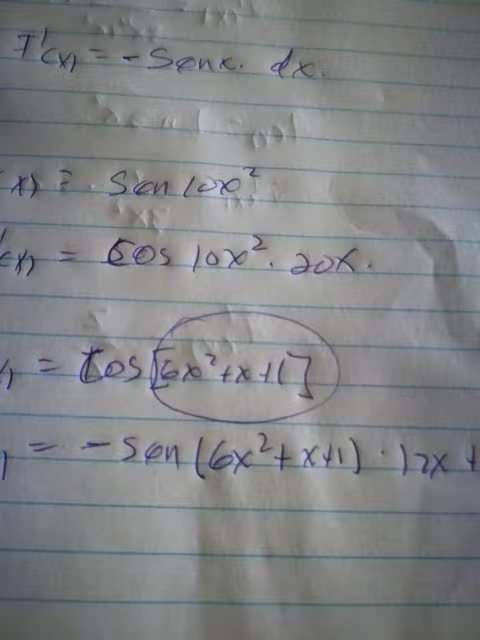 F'(x) = -Senx. dx.
x) = Sen 10x²
'(x) = Cos 10x². 20x.
) = Cos[6x²+x+1]
) = -Sen(6x²+x+1) · 12x+